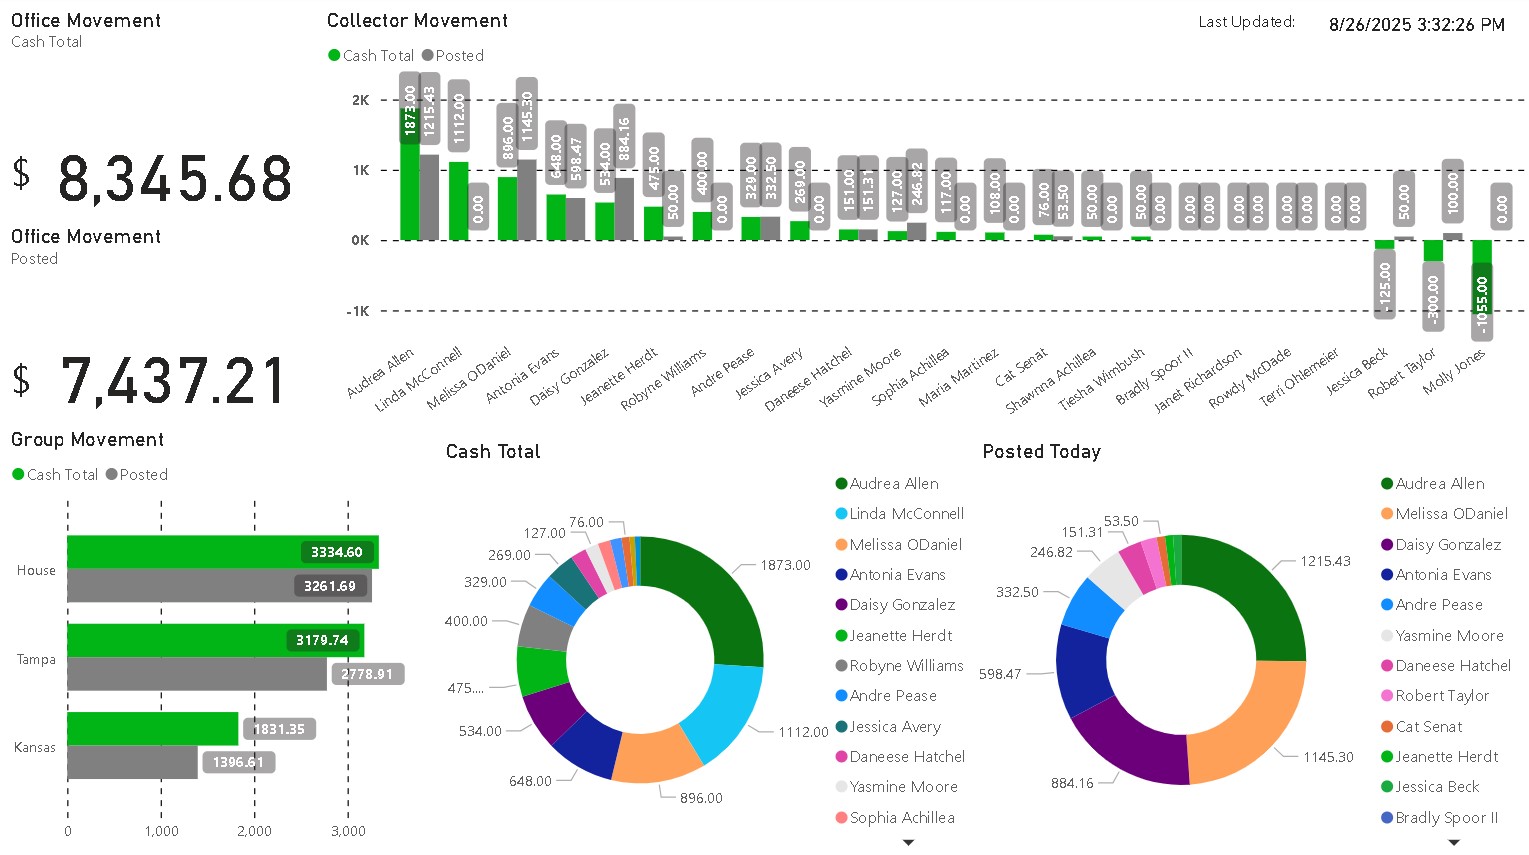 Office Movement
Cash Total
$ 8,345.68
Office Movement
Posted
$ 7,437.21
Collector Movement
Last Updated: 8/26/2025 3:32:26 PM
Cash Total Posted
2K
1K
0K
-1K
1873.00 1215.43
1112.00 0.00
896.00 1145.30
648.00 598.47
534.00 884.16
475.00 50.00
400.00 0.00
329.00 332.50
269.00 0.00
151.00 151.31
127.00 246.82
117.00 0.00
108.00 0.00
76.00 53.50
50.00 0.00
50.00 0.00
0.00 0.00
0.00 0.00
0.00 0.00
0.00 0.00
-125.00 50.00
-300.00 100.00
-1055.00 0.00
Audrea Allen
Linda McConnell
Melissa ODaniel
Antonia Evans
Daisy Gonzalez
Jeanette Herdt
Robyne Williams
Andre Pease
Jessica Avery
Daneese Hatchel
Yasmine Moore
Sophia Achillea
Maria Martinez
Cat Senat
Shawnna Achillea
Tiesha Wimbush
Bradly Spoor II
Janet Richardson
Rowdy McDade
Teri Ohlemeier
Jessica Beck
Robert Taylor
Molly Jones
Group Movement
Cash Total Posted
House
3334.60
3261.69
Tampa
3179.74
2778.91
Kansas
1831.35
1396.61
0 1,000 2,000 3,000
Cash Total
1873.00
1112.00
896.00
648.00
534.00
475....
400.00
329.00
269.00
127.00
76.00
Audrea Allen
Linda McConnell
Melissa ODaniel
Antonia Evans
Daisy Gonzalez
Jeanette Herdt
Robyne Williams
Andre Pease
Jessica Avery
Daneese Hatchel
Yasmine Moore
Sophia Achillea
Posted Today
1215.43
1145.30
884.16
598.47
332.50
246.82
151.31
53.50
Audrea Allen
Melissa ODaniel
Daisy Gonzalez
Antonia Evans
Andre Pease
Yasmine Moore
Daneese Hatchel
Robert Taylor
Cat Senat
Jeanette Herdt
Jessica Beck
Bradly Spoor II